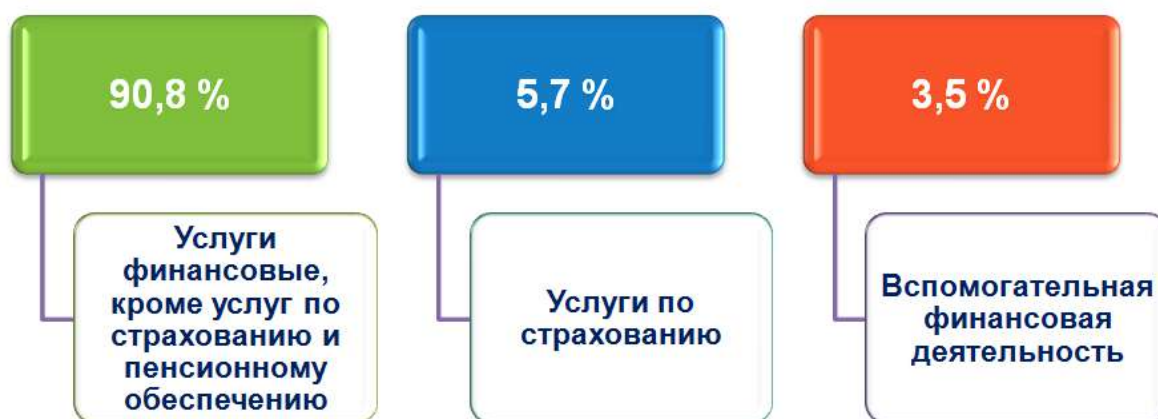 90,8 %
5,7 %
3,5 %
Услуги
финансовые,
кроме услуг по
страхованию и
пенсионному
обеспечению
Услуги по
страхованию
Вспомогательная
финансовая
деятельность